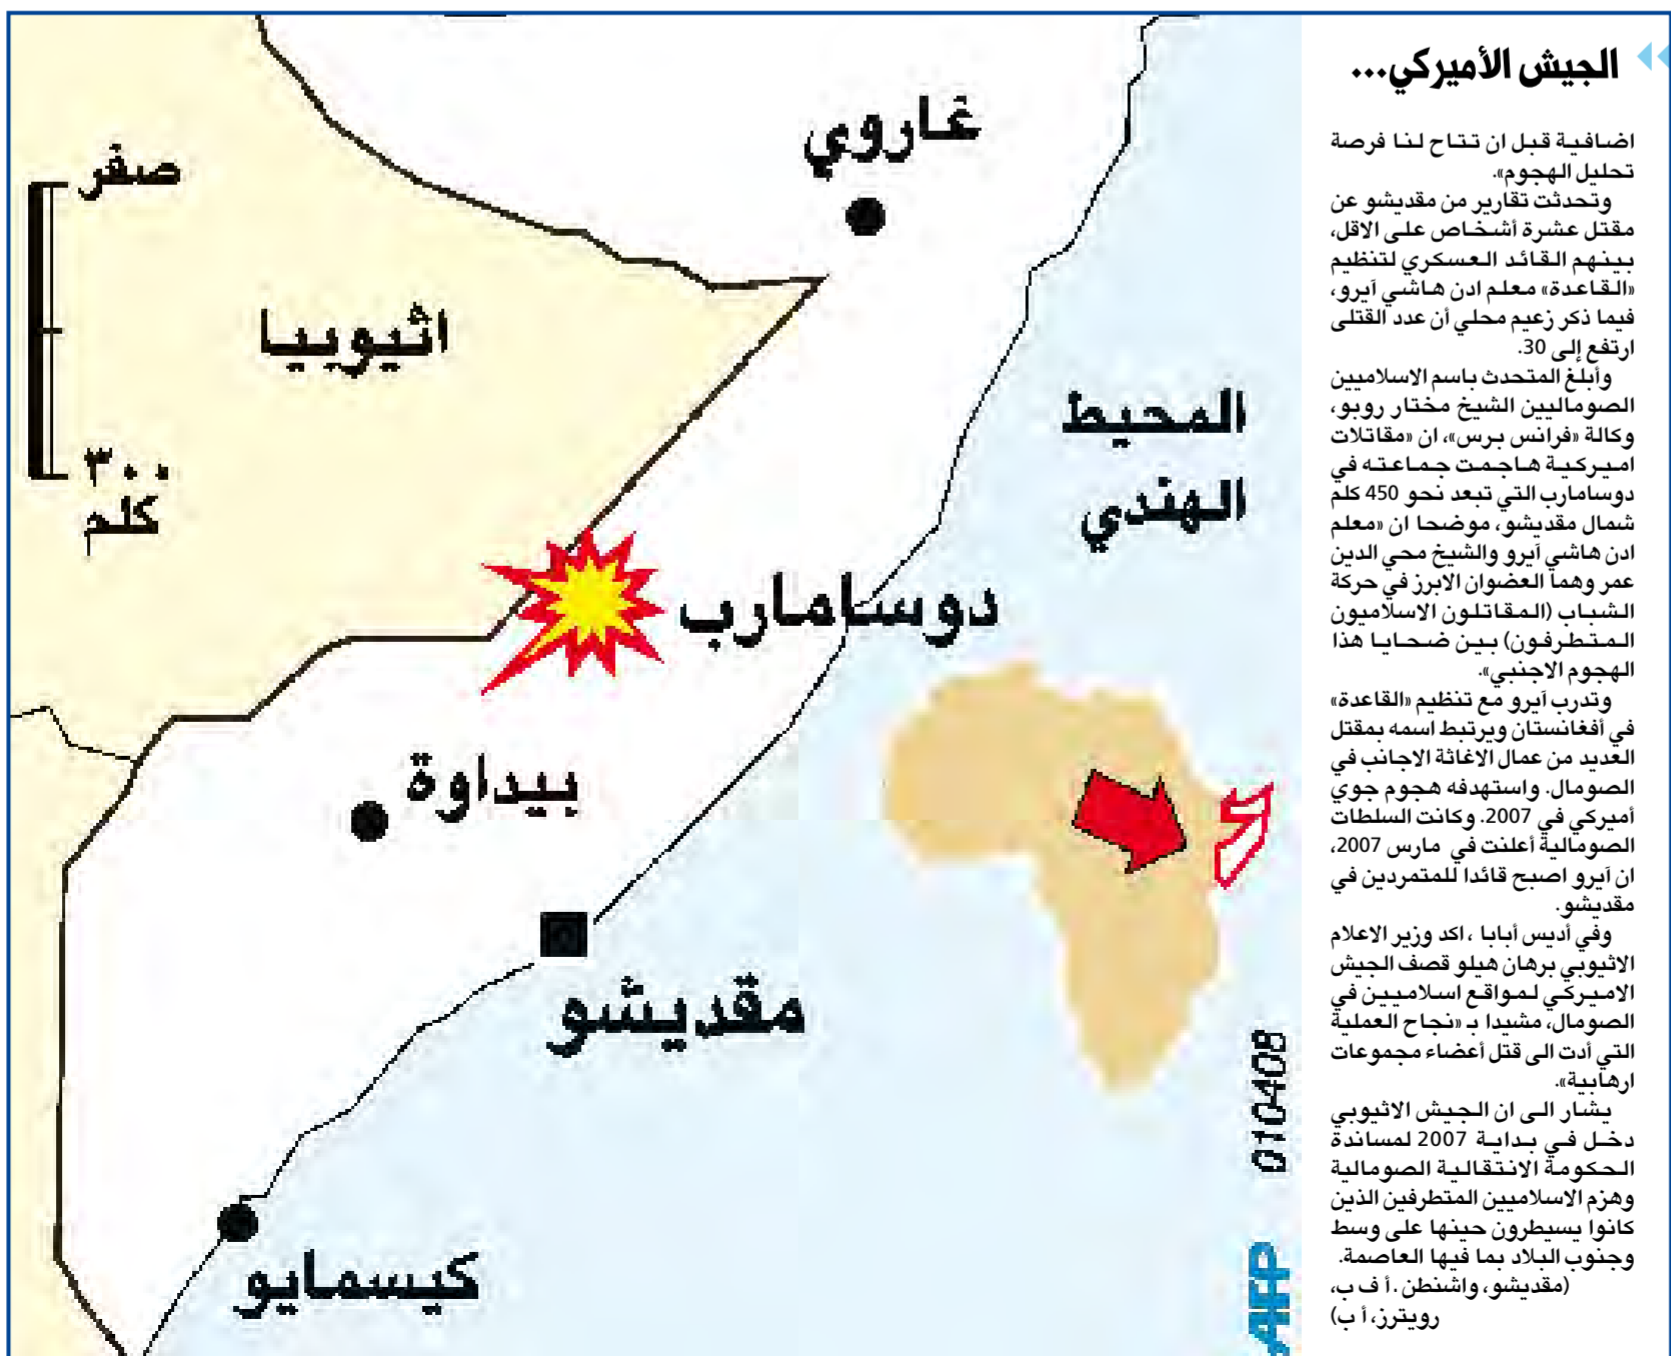 الجيش الأميركي...
اضافية قبل ان تتاح لنا فرصة
تحليل الهجوم».
وتحدثت تقارير من مقديشو عن
مقتل عشرة أشخاص على الاقل،
بينهم القائد العسكري لتنظيم
«القاعدة» معلم ادن هاشي آيرو،
فيما ذكر زعيم محلي أن عدد القتلى
ارتفع إلى 30.
وأبلغ المتحدث باسم الاسلاميين
الصوماليين الشيخ مختار روبو،
وكالة «فرانس برس»، ان «مقاتلات
اميركية هاجمت جماعته في
دوسامارب التي تبعد نحو 450 كلم
شمال مقديشو، موضحا ان «معلم
ادن هاشي آيرو والشيخ محي الدين
عمر وهما العضوان الابرز في حركة
الشباب (المقاتلون الاسلاميون
المتطرفون) بين ضحايا هذا
الهجوم الاجنبي».
وتدرب آيرو مع تنظيم «القاعدة»
في أفغانستان ويرتبط اسمه بمقتل
العديد من عمال الاغاثة الاجانب في
الصومال. واستهدفه هجوم جوي
أميركي في 2007. وكانت السلطات
الصومالية أعلنت في مارس 2007،
ان آيرو اصبح قائدا للمتمردين في
مقديشو.
وفي أديس أبابا ، اكد وزير الاعلام
الاثيوبي برهان هيلو قصف الجيش
الاميركي لمواقع اسلاميين في
الصومال، مشيدا بـ «نجاح العملية
التي أدت الى قتل أعضاء مجموعات
ارهابية».
يشار الى ان الجيش الاثيوبي
دخل في بداية 2007 لمساندة
الحكومة الانتقالية الصومالية
وهزم الاسلاميين المتطرفين الذين
كانوا يسيطرون حينها على وسط
وجنوب البلاد بما فيها العاصمة.
(مقديشو، واشنطن . أ ف ب،
رويترز، أ ب)
غاروي
صفر
٣٠٠
كلم
اثيوبيا
المحيط
الهندي
دوسامارب
بيداوة
مقديشو
كيسمايو
010408
AFP